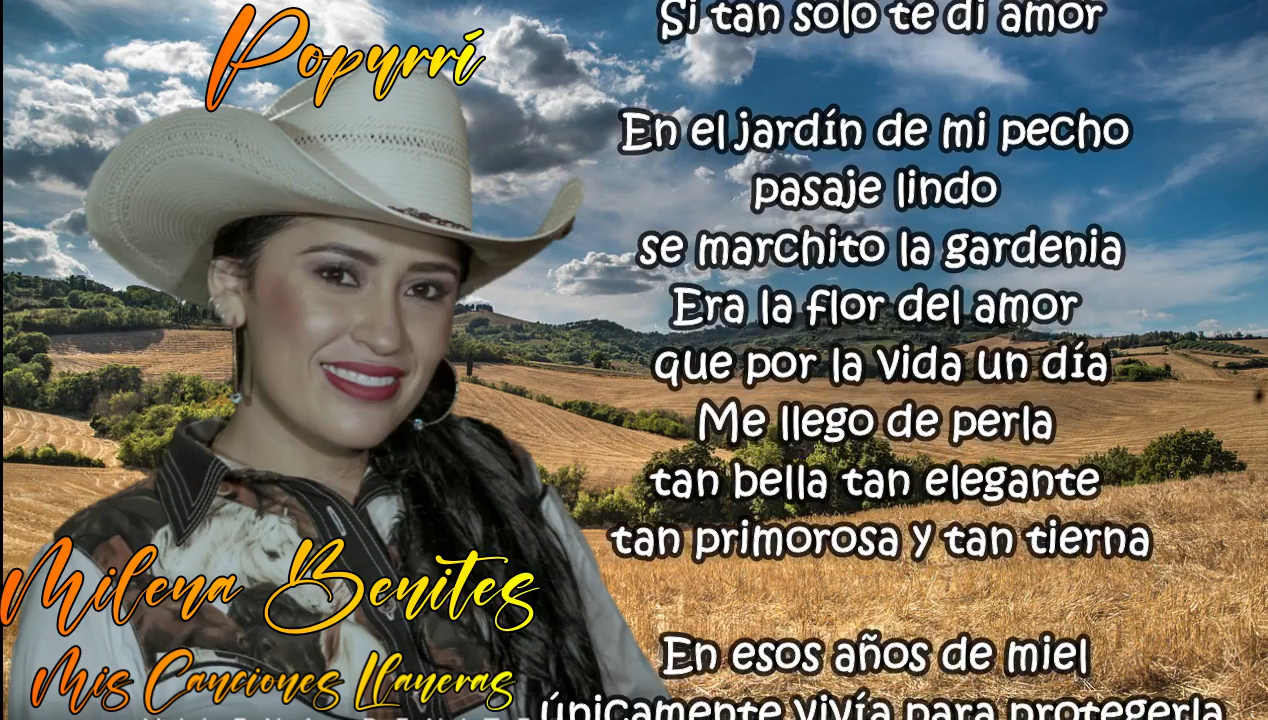 Popurrí
Si tan solo te di amor
En el jardín de mi pecho
pasaje lindo
se marchito la gardenia
Era la flor del amor
que por la vida un día
Me llego de perla
tan bella tan elegante
tan primorosa y tan tierna
En esos años de miel
únicamente vivía para protegerla
Milena Benites
Mis Canciones Llaneras